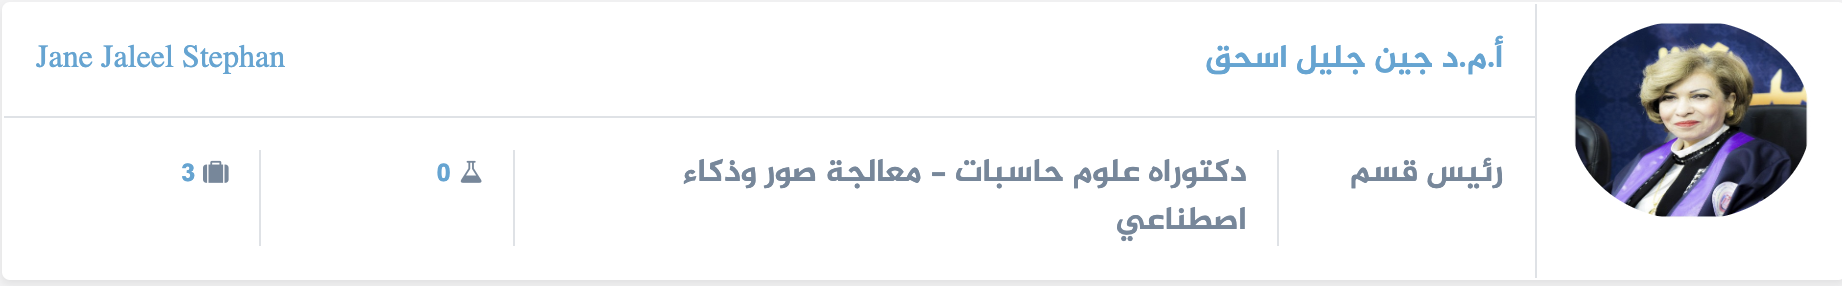 أ.م.د جين جليل اسحق
Jane Jaleel Stephan
رئيس قسم
دكتوراه علوم حاسبات - معالجة صور وذكاء
اصطناعي
0
3